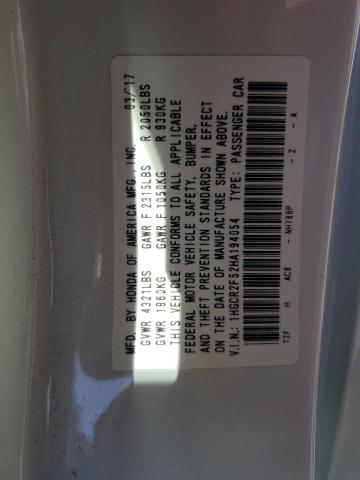 MFD. BY HONDA OF AMERICA MFG., INC. 03/17
GVWR 4321LBS GAWR F 2315LBS R 2050LBS
GVWR 1960KG GAWR F 1050KG R 930KG
THIS VEHICLE CONFORMS TO ALL APPLICABLE
FEDERAL MOTOR VEHICLE SAFETY, BUMPER,
AND THEFT PREVENTION STANDARDS IN EFFECT
ON THE DATE OF MANUFACTURE SHOWN ABOVE.
V.I.N.: 1HGCR2F52HA194054 TYPE: PASSENGER CAR
T2F H AC8 - NH788P - Z - A